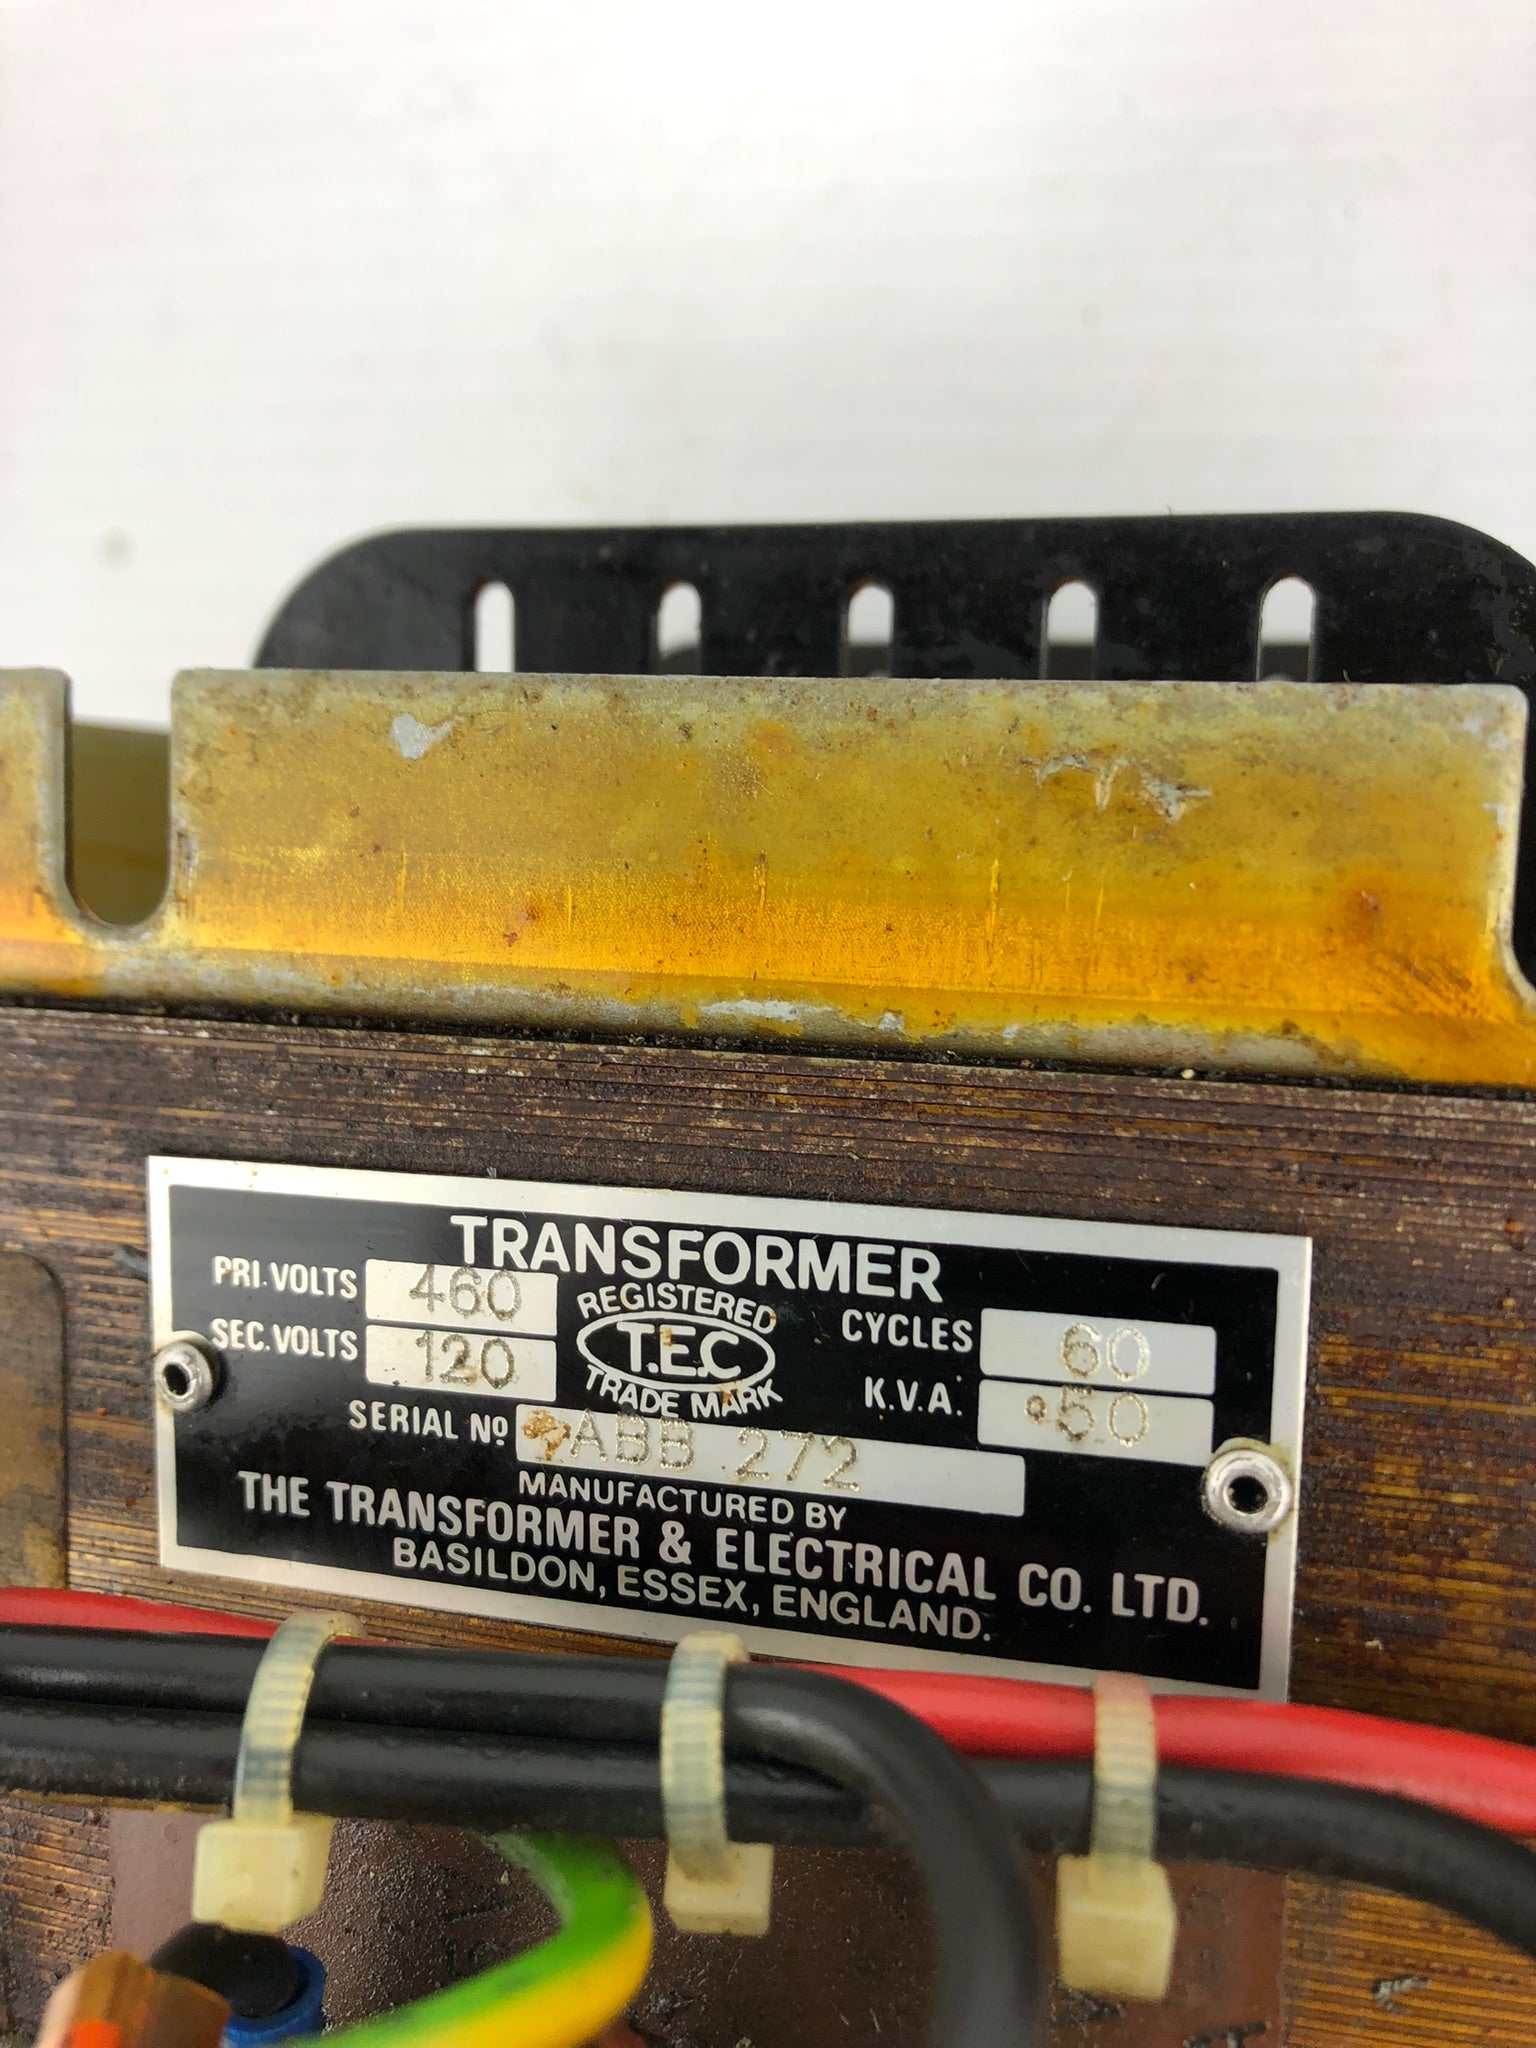 TRANSFORMER
PRI. VOLTS 460
SEC. VOLTS 120
REGISTERED
T.E.C
TRADE MARK
CYCLES 60
K.V.A. .50
SERIAL Nº ABB 272
MANUFACTURED BY
THE TRANSFORMER & ELECTRICAL CO. LTD.
BASILDON, ESSEX, ENGLAND.